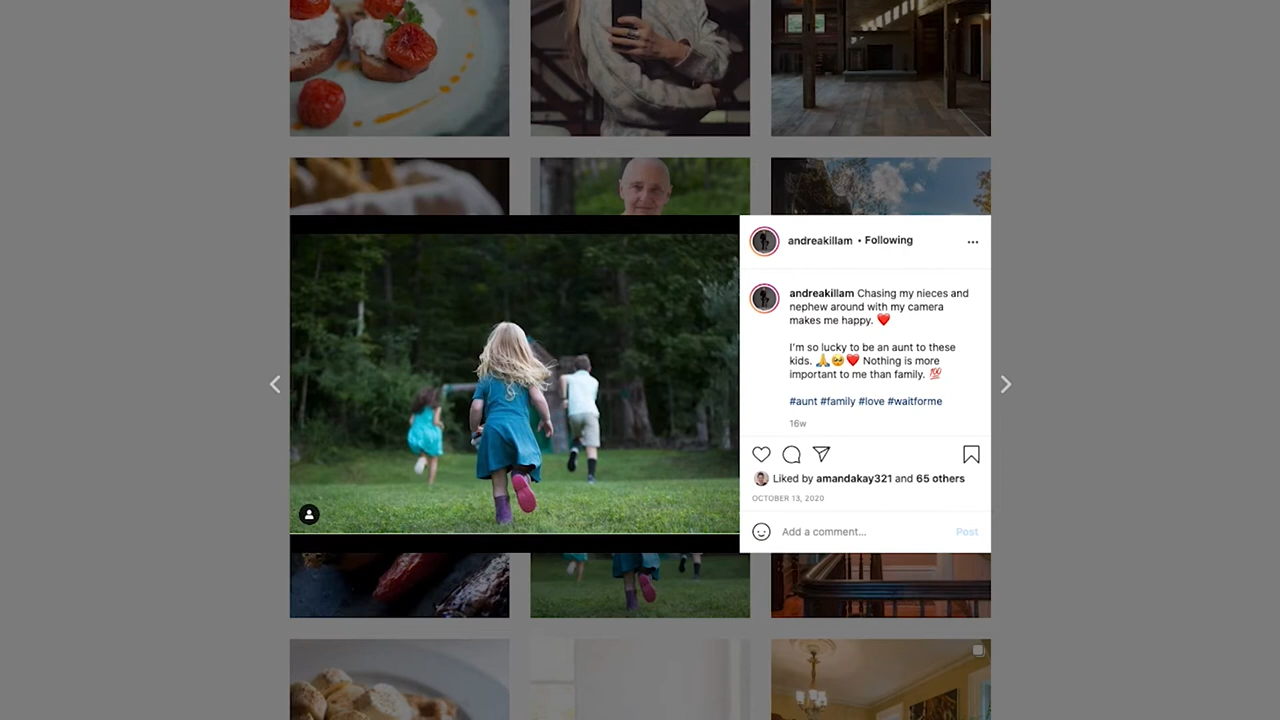 andreakillam • Following
andreakillam Chasing my nieces and
nephew around with my camera
makes me happy. ❤️
I'm so lucky to be an aunt to these
kids. 🙏🥺❤️ Nothing is more
important to me than family. 💯
#aunt #family #love #waitforme
16w
Liked by amandakay321 and 65 others
OCTOBER 13, 2020
Add a comment...
Post